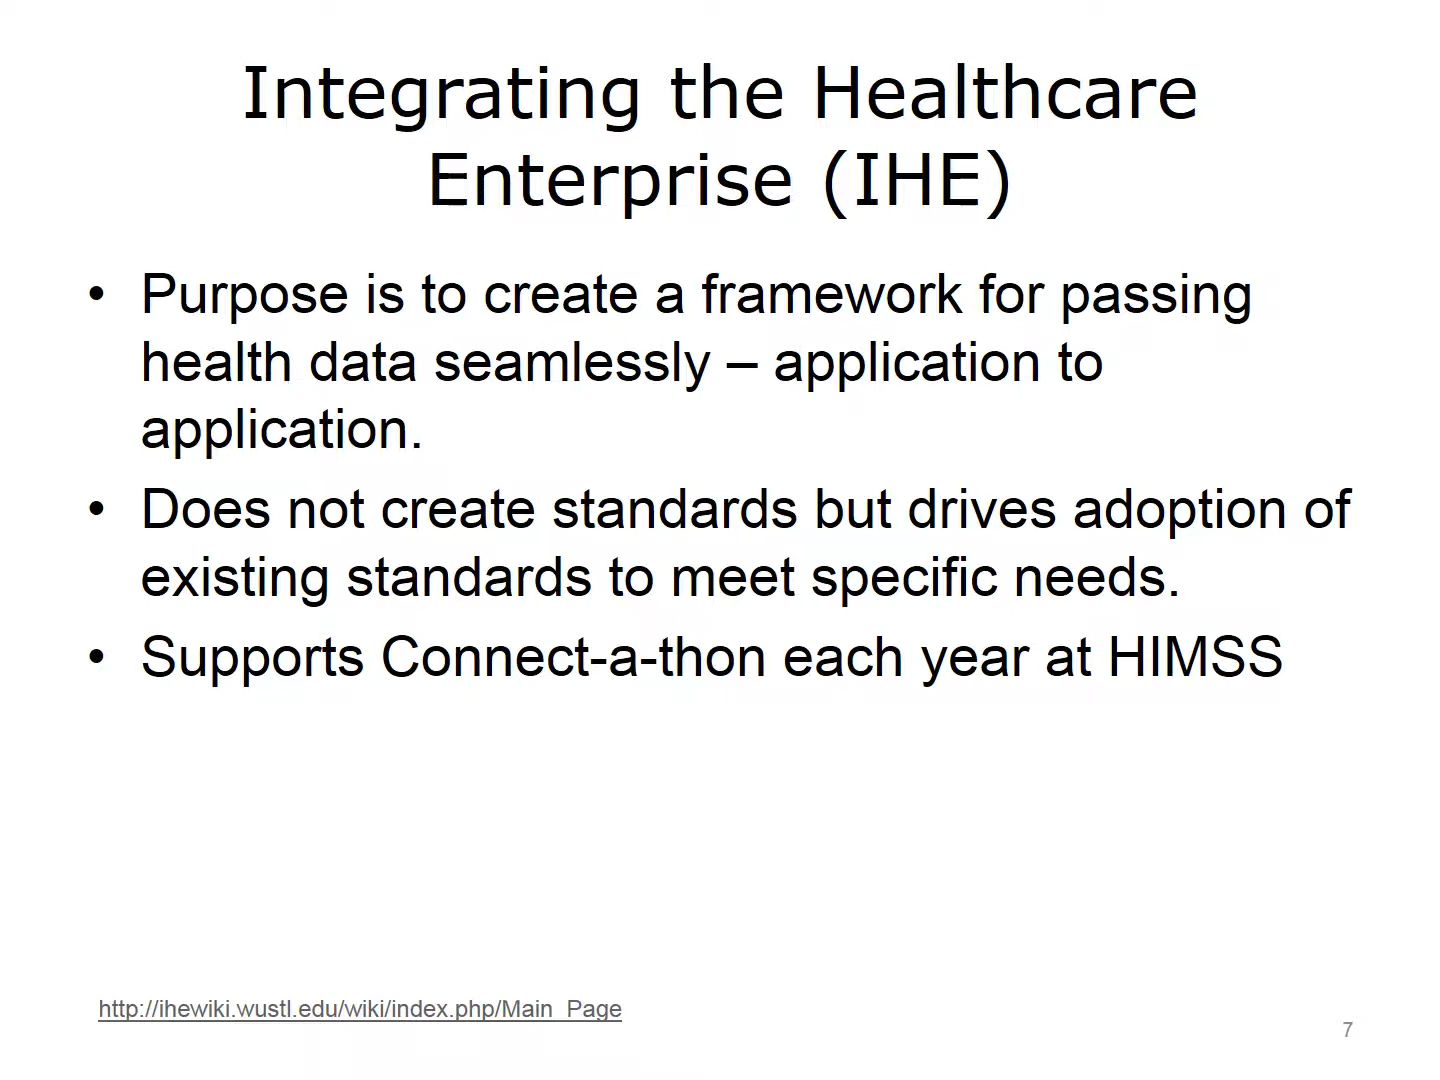 Integrating the Healthcare
Enterprise (IHE)
• Purpose is to create a framework for passing
health data seamlessly – application to
application.
• Does not create standards but drives adoption of
existing standards to meet specific needs.
• Supports Connect-a-thon each year at HIMSS
http://ihewiki.wustl.edu/wiki/index.php/Main_Page
7